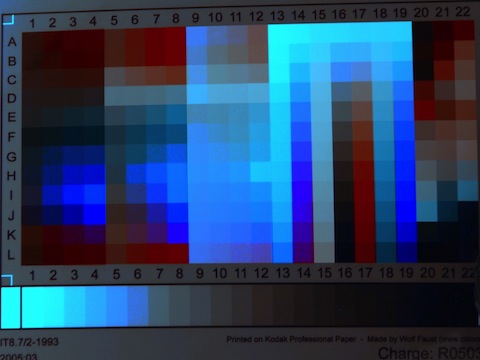 1 2 3 4 5 6 7 8 9 10 11 12 13 14 15 16 17 18 19 20 21 22
A
B
C
D
E
F
G
H
I
J
K
L
1 2 3 4 5 6 7 8 9 10 11 12 13 14 15 16 17 18 19 20 21 22
IT8.7/2-1993
Printed on Kodak Professional Paper - Made by Wolf Faust
2005:03
Charge: R050